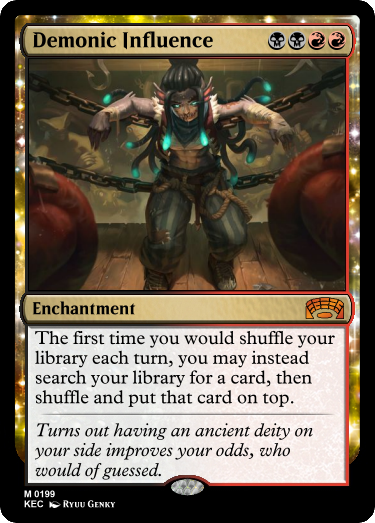 Demonic Influence
Enchantment
The first time you would shuffle your
library each turn, you may instead
search your library for a card, then
shuffle and put that card on top.
Turns out having an ancient deity on
your side improves your odds, who
would of guessed.
M 0199
KEC Ryuu Genky